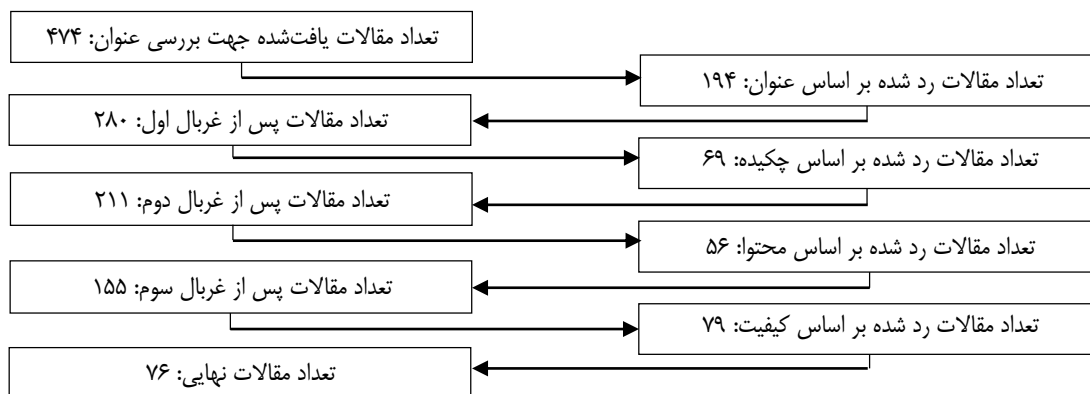 تعداد مقالات یافت‌شده جهت بررسی عنوان: ۴۷۴
تعداد مقالات رد شده بر اساس عنوان: ۱۹۴
تعداد مقالات پس از غربال اول: ۲۸۰
تعداد مقالات رد شده بر اساس چکیده: ۶۹
تعداد مقالات پس از غربال دوم: ۲۱۱
تعداد مقالات رد شده بر اساس محتوا: ۵۶
تعداد مقالات پس از غربال سوم: ۱۵۵
تعداد مقالات رد شده بر اساس کیفیت: ۷۹
تعداد مقالات نهایی: ۷۶